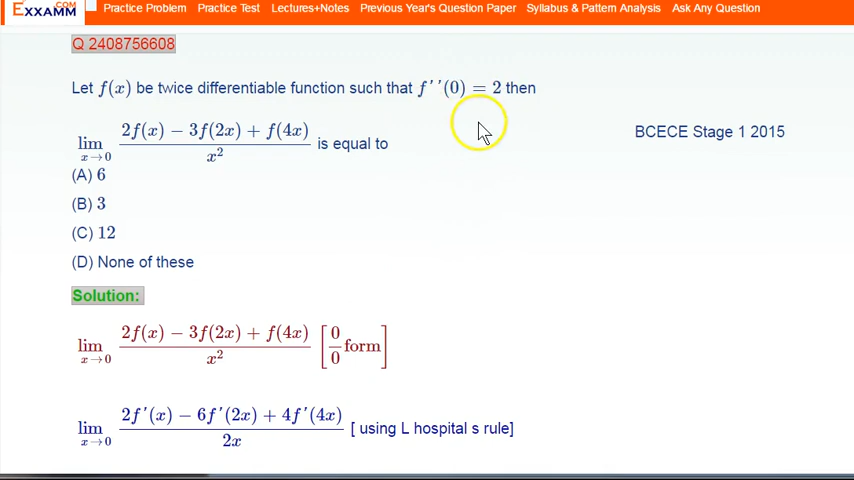 EXXAMM .COM
Practice Problem Practice Test Lectures+Notes Previous Year's Question Paper Syllabus & Pattern Analysis Ask Any Question
Q 2408756608
Let f(x) be twice differentiable function such that f''(0) = 2 then
lim x→0 (2f(x) − 3f(2x) + f(4x)) / x² is equal to
BCECE Stage 1 2015
(A) 6
(B) 3
(C) 12
(D) None of these
Solution:
lim x→0 (2f(x) − 3f(2x) + f(4x)) / x² [0/0 form]
lim x→0 (2f'(x) − 6f'(2x) + 4f'(4x)) / 2x [ using L hospital s rule]